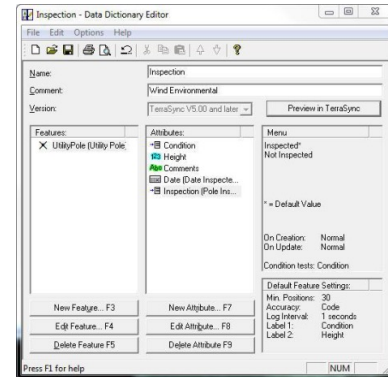 Inspection - Data Dictionary Editor
File Edit Options Help
Name: Inspection
Comment: Wind Environmental
Version: TerraSync V5.00 and later Preview in TerraSync
Features:
UtilityPole (Utility Pole
New Feature... F3
Edit Feature... F4
Delete Feature F5
Attributes:
Condition
123 Height
Abc Comments
Date (Date Inspecte...
Inspection (Pole Ins...
New Attribute... F7
Edit Attribute... F8
Delete Attribute F9
Menu
Inspected*
Not Inspected
* = Default Value
On Creation: Normal
On Update: Normal
Condition tests: Condition
Default Feature Settings:
Min. Positions: 30
Accuracy: Code
Log Interval: 1 seconds
Label 1: Condition
Label 2: Height
Press F1 for help NUM